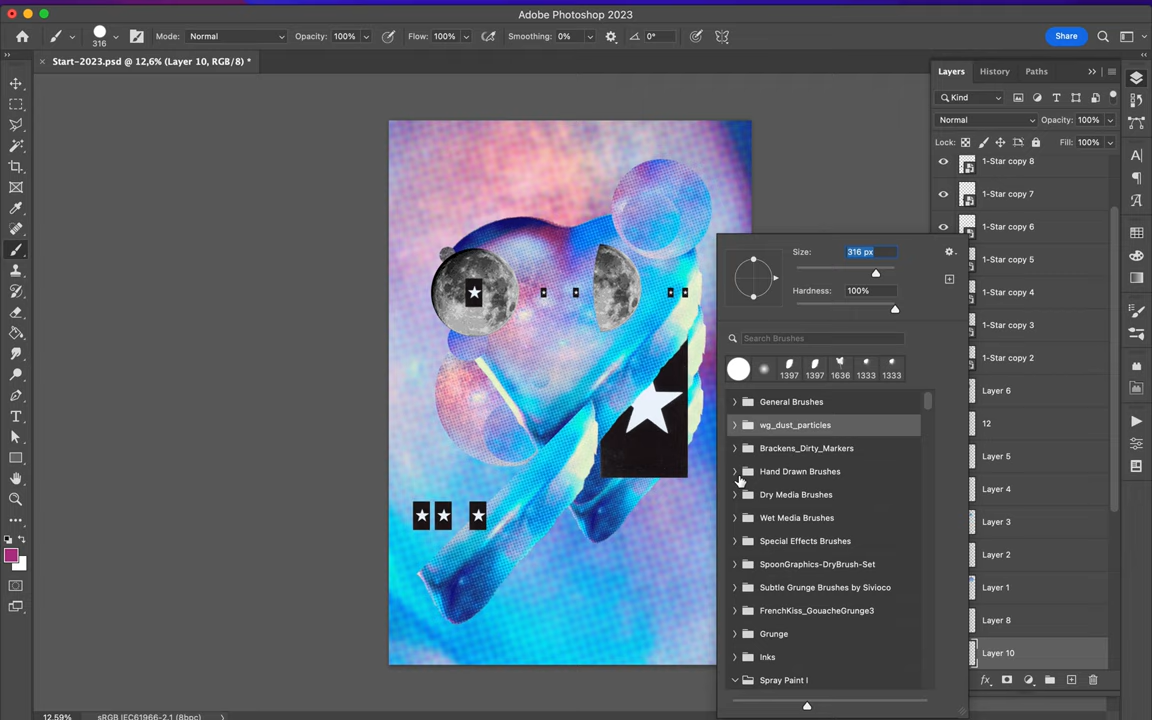 Adobe Photoshop 2023
316 Mode: Normal Opacity: 100% Flow: 100% Smoothing: 0% 0° Share
Start-2023.psd @ 12,6% (Layer 10, RGB/8) *
Layers History Paths
Kind
Normal Opacity: 100%
Lock: Fill: 100%
1-Star copy 8
1-Star copy 7
1-Star copy 6
1-Star copy 5
1-Star copy 4
1-Star copy 3
1-Star copy 2
Layer 6
12
Layer 5
Layer 4
Layer 3
Layer 2
Layer 1
Layer 8
Layer 10
Size: 316 px
Hardness: 100%
Search Brushes
1397 1397 1636 1333 1333
General Brushes
wg_dust_particles
Brackens_Dirty_Markers
Hand Drawn Brushes
Dry Media Brushes
Wet Media Brushes
Special Effects Brushes
SpoonGraphics-DryBrush-Set
Subtle Grunge Brushes by Sivioco
FrenchKiss_GouacheGrunge3
Grunge
Inks
Spray Paint I
12,59% sRGB IEC61966-2.1 (8bpc)